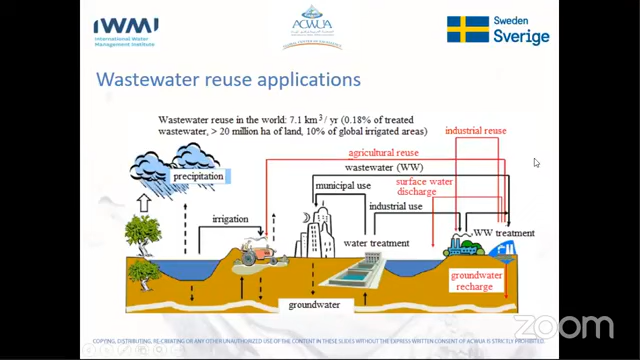 IWMI
International Water
Management Institute
ACWUA
Sweden
Sverige
Wastewater reuse applications
Wastewater reuse in the world: 7.1 km³/ yr (0.18% of treated
wastewater, > 20 million ha of land, 10% of global irrigated areas)
industrial reuse
agricultural reuse
wastewater (WW)
precipitation
municipal use
surface water
discharge
irrigation
industrial use
WW treatment
water treatment
groundwater
recharge
groundwater
COPYING, DISTRIBUTING, RECREATING OR ANY OTHER UNAUTHORIZED USE OF THE CONTENT IN THESE SLIDES WITHOUT THE EXPRESS WRITTEN CONSENT OF ACWUA IS STRICTLY PROHIBITED.
zoom